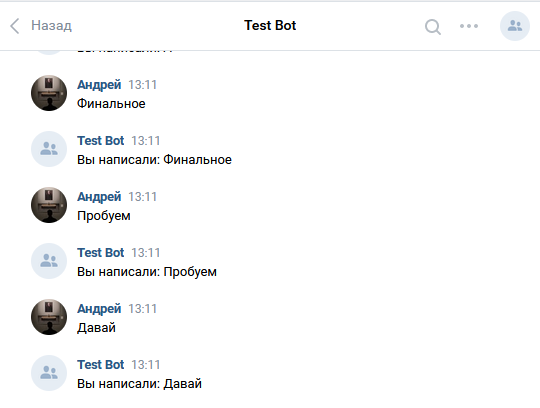 Назад
Test Bot
Андрей 13:11
Финальное
Test Bot 13:11
Вы написали: Финальное
Андрей 13:11
Пробуем
Test Bot 13:11
Вы написали: Пробуем
Андрей 13:11
Давай
Test Bot 13:11
Вы написали: Давай